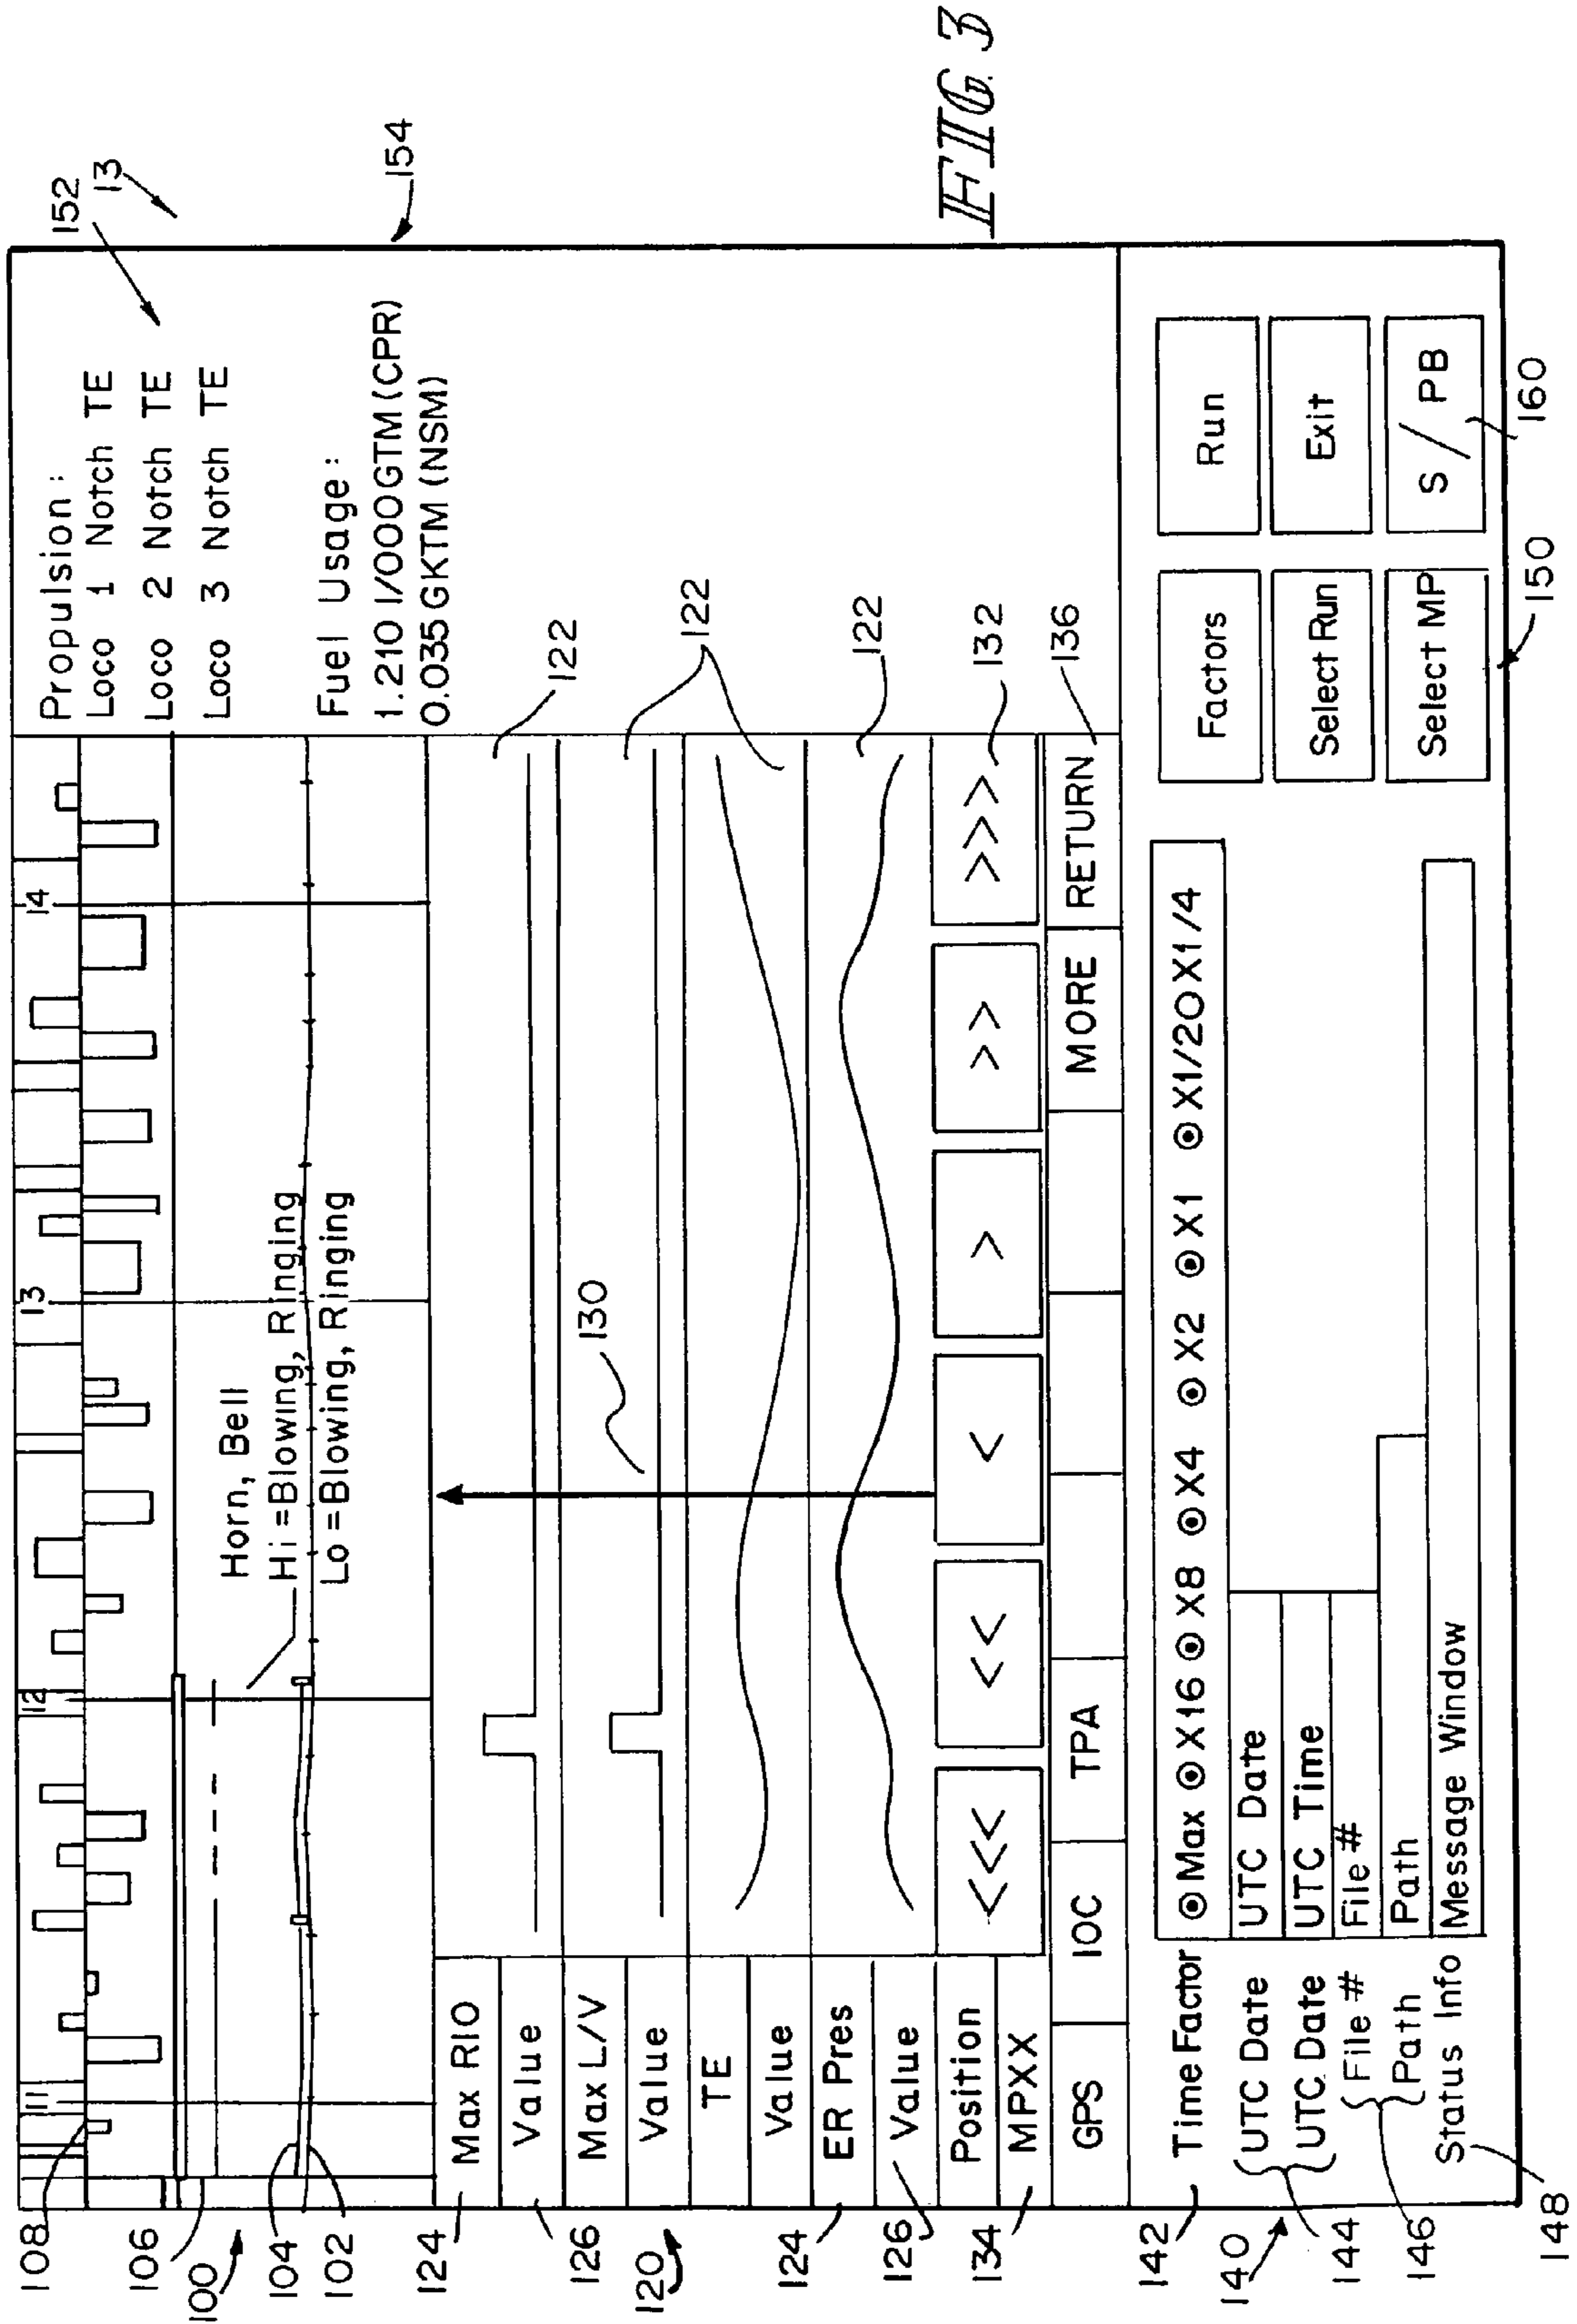 FIG 3
152
13
154
108
106
100
104
102
11
12
13
14
Horn, Bell
Hi=Blowing, Ringing
Lo=Blowing, Ringing
Propulsion:
Loco 1 Notch TE
Loco 2 Notch TE
Loco 3 Notch TE
Fuel Usage:
1.210 1/000GTM (CPR)
0.035 GKTM (NSM)
124
126
120
124
126
134
Max RIO
Value
Max L/V
Value
TE
Value
ER Pres
Value
Position
MPXX
130
122
122
122
132
136
<<<
<<
<
>
>>
>>>
GPS
IOC
TPA
MORE
RETURN
142
140
144
146
148
Time Factor
⊙ Max ⊙ X16 ⊙ X8 ⊙ X4 ⊙ X2 ⊙ X1 ⊙ X1/20 X1/4
UTC Date
UTC Date
UTC Date
UTC Time
File #
File #
Path
Path
Status Info
Message Window
Factors
Run
Select Run
Exit
Select MP
S / PB
150
160